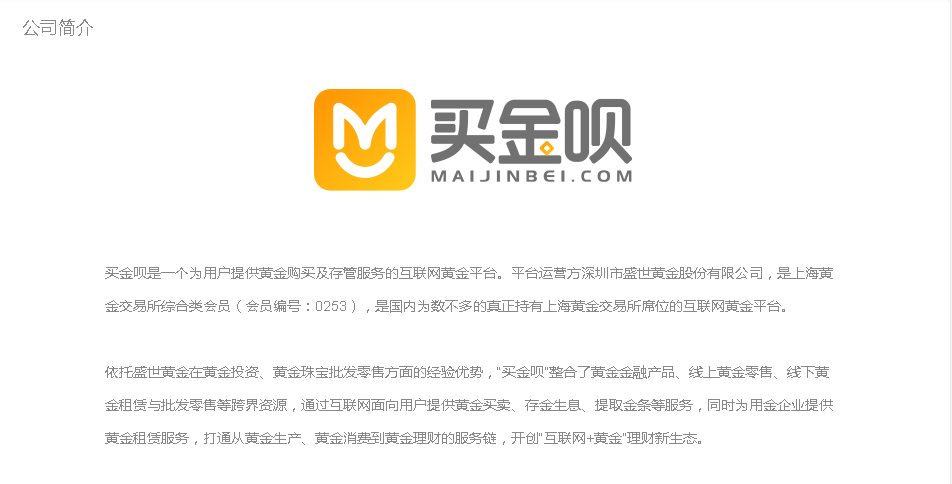 公司简介
买金呗
MAIJINBEI.COM
买金呗是一个为用户提供黄金购买及存管服务的互联网黄金平台。平台运营方深圳市盛世黄金股份有限公司，是上海黄
金交易所综合类会员（会员编号：0253），是国内为数不多的真正持有上海黄金交易所席位的互联网黄金平台。
依托盛世黄金在黄金投资、黄金珠宝批发零售方面的经验优势，"买金呗"整合了黄金金融产品、线上黄金零售、线下黄
金租赁与批发零售等跨界资源，通过互联网面向用户提供黄金买卖、存金生息、提取金条等服务，同时为用金企业提供
黄金租赁服务，打通从黄金生产、黄金消费到黄金理财的服务链，开创"互联网+黄金"理财新生态。